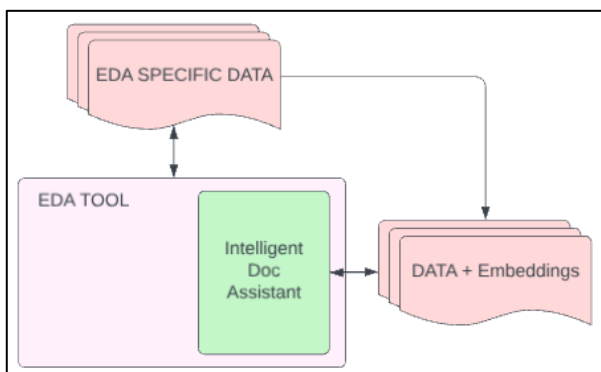 EDA SPECIFIC DATA
EDA TOOL
Intelligent
Doc
Assistant
DATA + Embeddings